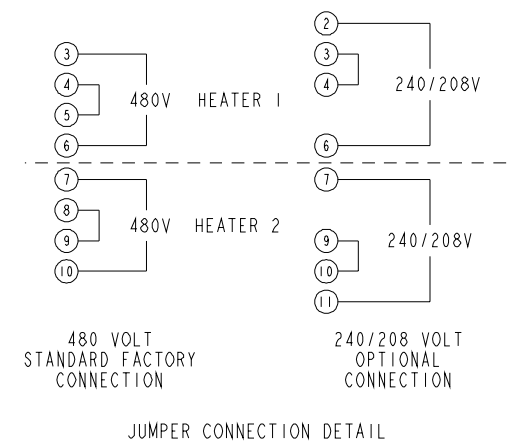 2
3
3
4
480V HEATER 1
4
240/208V
5
6
6
7
7
8
480V HEATER 2
9
9
240/208V
10
10
11
480 VOLT
STANDARD FACTORY
CONNECTION
240/208 VOLT
OPTIONAL
CONNECTION
JUMPER CONNECTION DETAIL